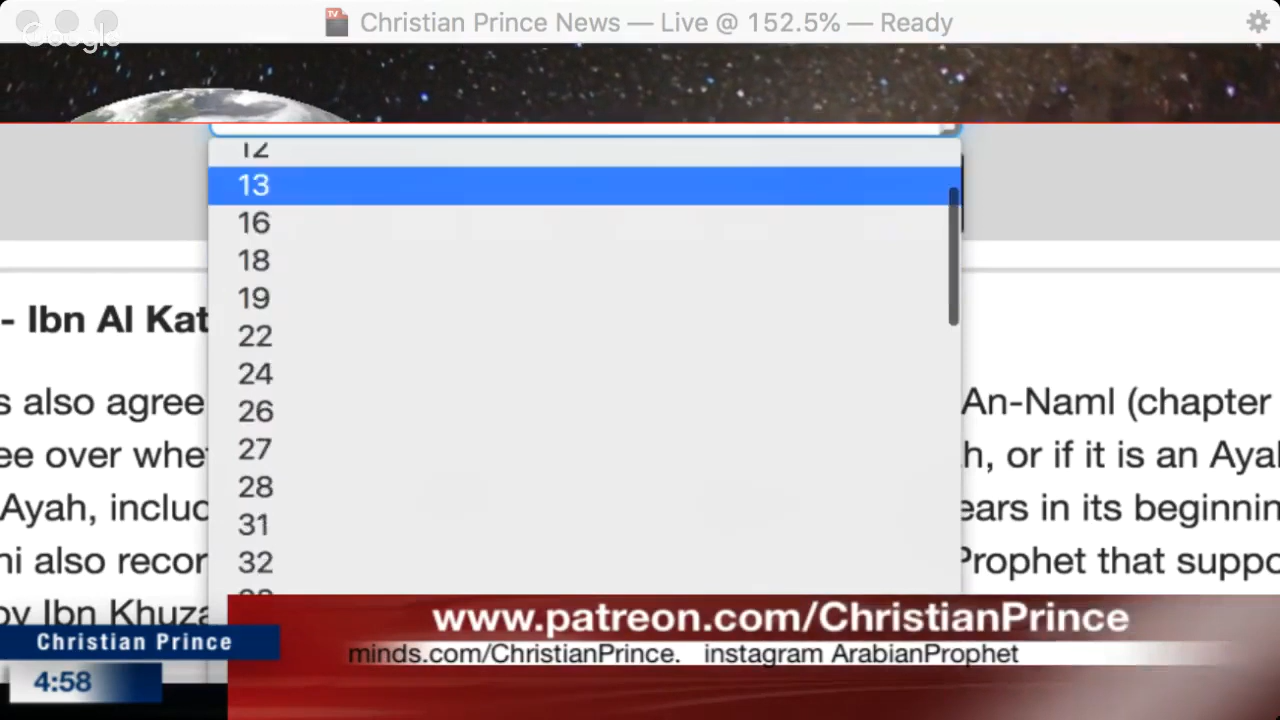 Christian Prince News — Live @ 152.5% — Ready
Google
12
13
16
18
19
22
24
26
27
28
31
32
- Ibn Al Kat
s also agree
An-Naml (chapter
ee over whe
h, or if it is an Aya
Ayah, includ
ears in its beginnin
ni also recor
Prophet that suppo
by Ibn Khuza
www.patreon.com/ChristianPrince
Christian Prince
minds.com/ChristianPrince. instagram ArabianProphet
4:58